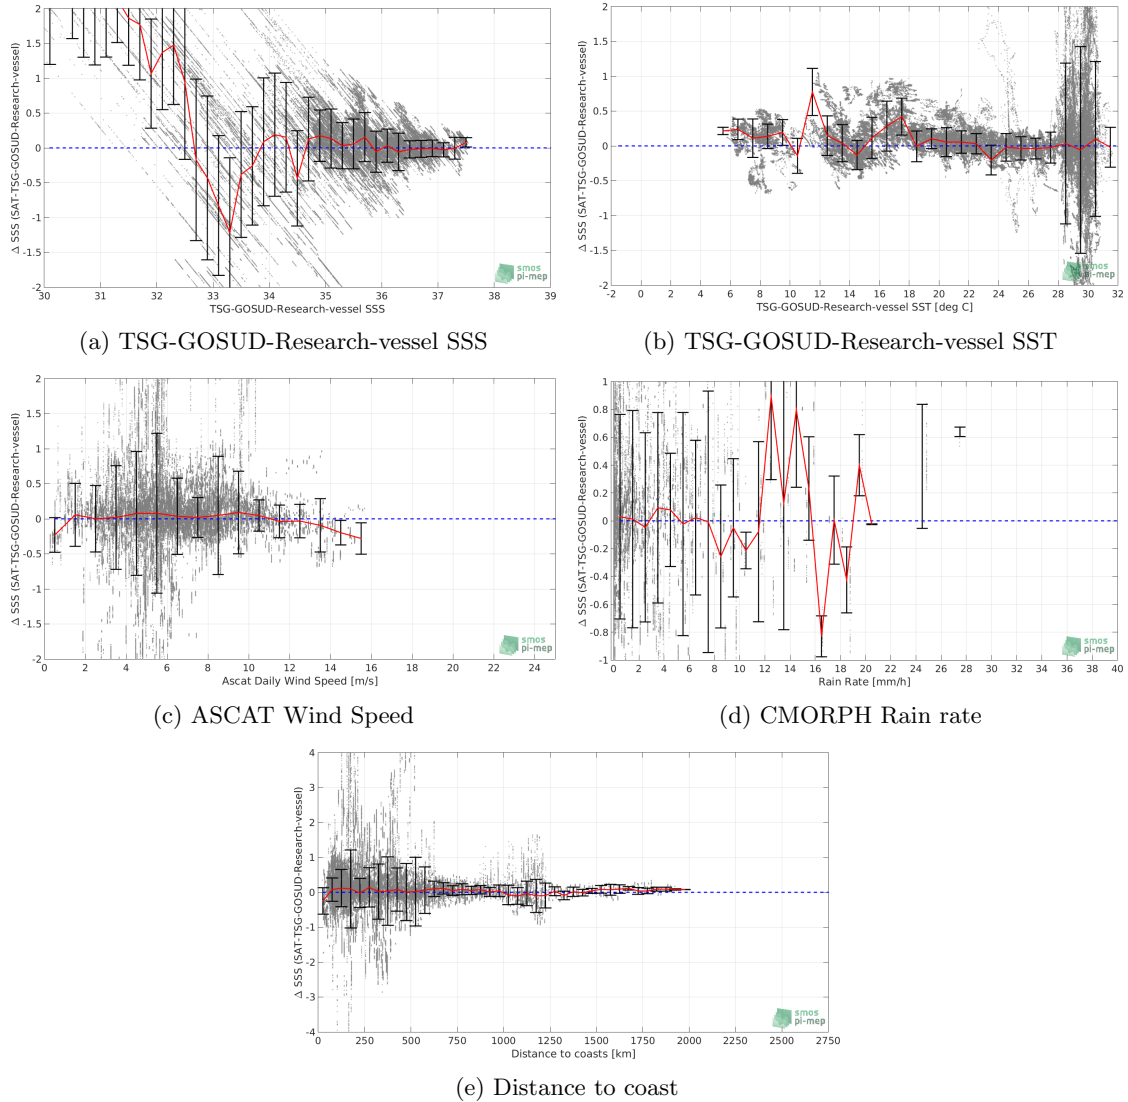 Δ SSS (SAT-TSG-GOSUD-Research-vessel)
2
1.5
1
0.5
0
-0.5
-1
-1.5
-2
30 31 32 33 34 35 36 37 38 39
TSG-GOSUD-Research-vessel SSS
smos
pi-mep
(a) TSG-GOSUD-Research-vessel SSS
Δ SSS (SAT-TSG-GOSUD-Research-vessel)
2
1.5
1
0.5
0
-0.5
-1
-1.5
-2
-2 0 2 4 6 8 10 12 14 16 18 20 22 24 26 28 30 32
TSG-GOSUD-Research-vessel SST [deg C]
smos
pi-mep
(b) TSG-GOSUD-Research-vessel SST
Δ SSS (SAT-TSG-GOSUD-Research-vessel)
2
1.5
1
0.5
0
-0.5
-1
-1.5
-2
0 2 4 6 8 10 12 14 16 18 20 22 24
Ascat Daily Wind Speed [m/s]
smos
pi-mep
(c) ASCAT Wind Speed
Δ SSS (SAT-TSG-GOSUD-Research-vessel)
1
0.8
0.6
0.4
0.2
0
-0.2
-0.4
-0.6
-0.8
-1
0 2 4 6 8 10 12 14 16 18 20 22 24 26 28 30 32 34 36 38 40
Rain Rate [mm/h]
smos
pi-mep
(d) CMORPH Rain rate
Δ SSS (SAT-TSG-GOSUD-Research-vessel)
4
3
2
1
0
-1
-2
-3
-4
0 250 500 750 1000 1250 1500 1750 2000 2250 2500 2750
Distance to coasts [km]
smos
pi-mep
(e) Distance to coast